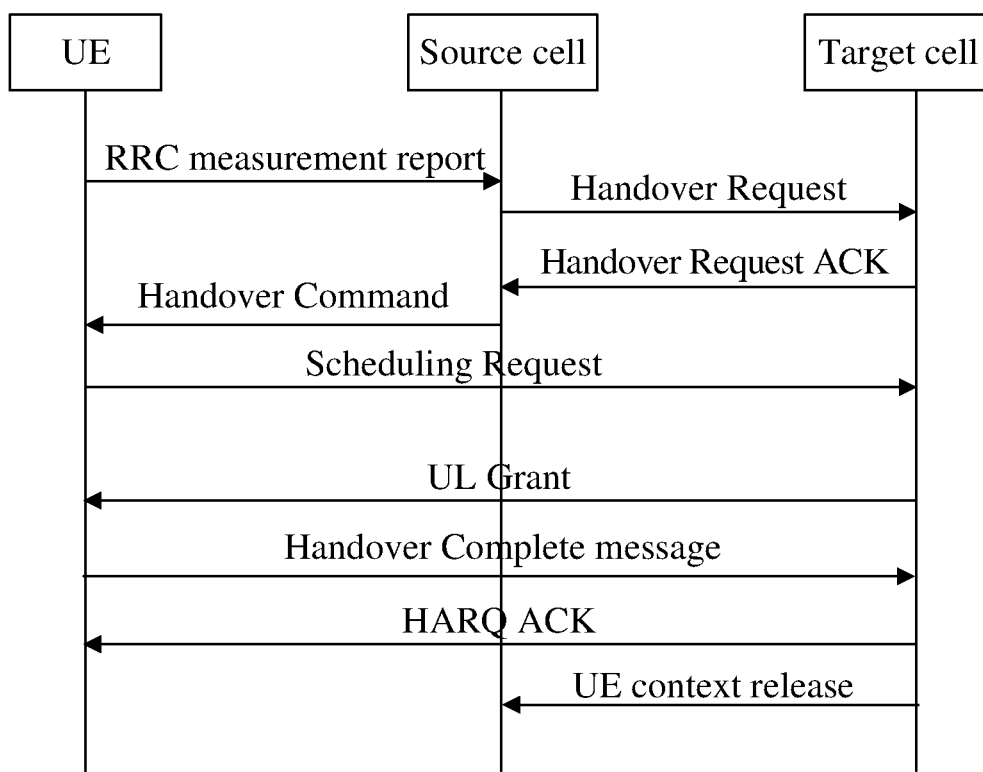 UE
Source cell
Target cell
RRC measurement report
Handover Request
Handover Request ACK
Handover Command
Scheduling Request
UL Grant
Handover Complete message
HARQ ACK
UE context release